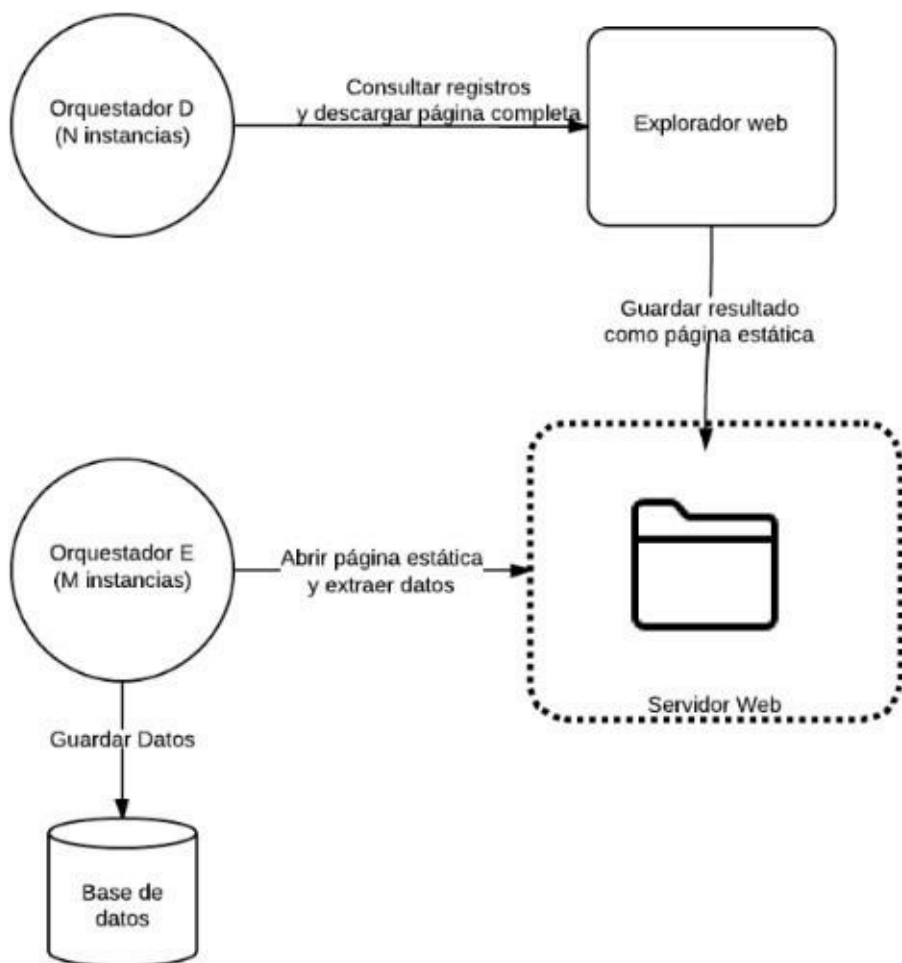 Orquestador D
(N instancias)
Consultar registros
y descargar página completa
Explorador web
Guardar resultado
como página estática
Orquestador E
(M instancias)
Abrir página estática
y extraer datos
Servidor Web
Guardar Datos
Base de
datos